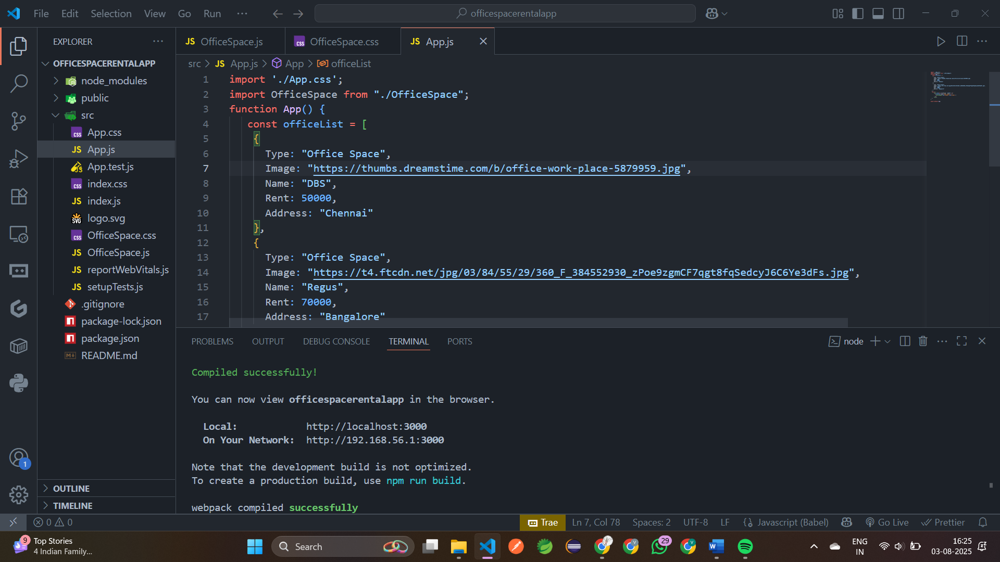 File Edit Selection View Go Run ··· officespacerentalapp
EXPLORER ···
OFFICESPACERENTALAPP
node_modules
public
src
App.css
App.js
App.test.js
index.css
index.js
logo.svg
OfficeSpace.css
OfficeSpace.js
reportWebVitals.js
setupTests.js
.gitignore
package-lock.json
package.json
README.md
OUTLINE
TIMELINE
JS OfficeSpace.js
css OfficeSpace.css
JS App.js
src > JS App.js > App > officeList
1 import './App.css';
2 import OfficeSpace from "./OfficeSpace";
3 function App() {
4 const officeList = [
5 {
6 Type: "Office Space",
7 Image: "https://thumbs.dreamstime.com/b/office-work-place-5879959.jpg",
8 Name: "DBS",
9 Rent: 50000,
10 Address: "Chennai"
11 },
12 {
13 Type: "Office Space",
14 Image: "https://t4.ftcdn.net/jpg/03/84/55/29/360_F_384552930_zPoe9zgmCF7qgt8fqSedcyJ6C6Ye3dFs.jpg",
15 Name: "Regus",
16 Rent: 70000,
17 Address: "Bangalore"
PROBLEMS OUTPUT DEBUG CONSOLE TERMINAL PORTS
node
Compiled successfully!
You can now view officespacerentalapp in the browser.
Local: http://localhost:3000
On Your Network: http://192.168.56.1:3000
Note that the development build is not optimized.
To create a production build, use npm run build.
webpack compiled successfully
1
0 0
Trae Ln 7, Col 78 Spaces: 2 UTF-8 LF Javascript (Babel) Go Live Prettier
9
Top Stories
4 Indian Family...
Search
29
ENG
IN
16:25
03-08-2025